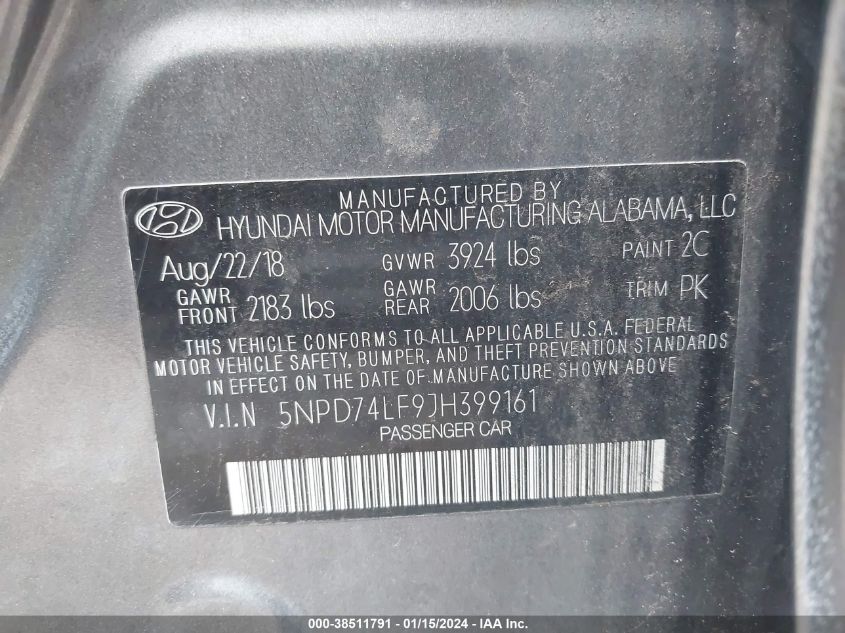 MANUFACTURED BY
HYUNDAI MOTOR MANUFACTURING ALABAMA, LLC
Aug/22/18 GVWR 3924 lbs PAINT 2C
GAWR FRONT 2183 lbs GAWR REAR 2006 lbs TRIM PK
THIS VEHICLE CONFORMS TO ALL APPLICABLE U.S.A. FEDERAL
MOTOR VEHICLE SAFETY, BUMPER, AND THEFT PREVENTION STANDARDS
IN EFFECT ON THE DATE OF MANUFACTURE SHOWN ABOVE
V.I.N 5NPD74LF9JH399161
PASSENGER CAR
000-38511791 - 01/15/2024 - IAAI.COM